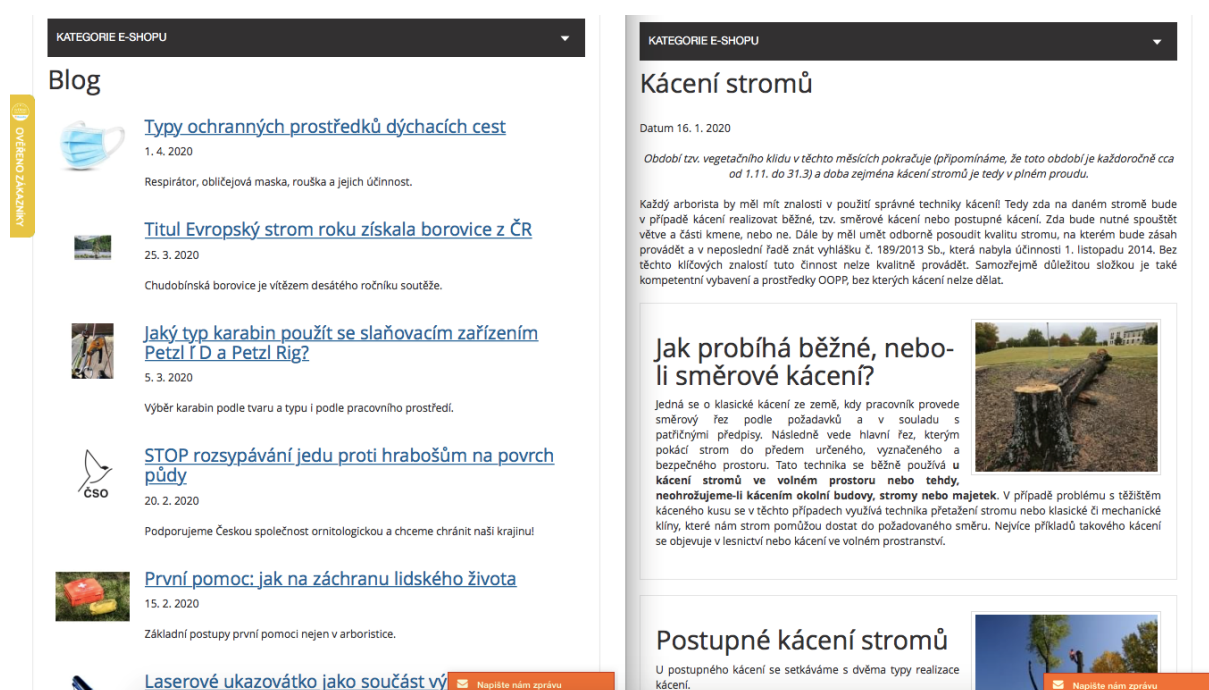 KATEGORIE E-SHOPU
Blog
OVĚŘENO ZÁKAZNÍKY
Typy ochranných prostředků dýchacích cest
1. 4. 2020
Respirátor, obličejová maska, rouška a jejich účinnost.
Titul Evropský strom roku získala borovice z ČR
25. 3. 2020
Chudobínská borovice je vítězem desátého ročníku soutěže.
Jaký typ karabin použít se slaňovacím zařízením
Petzl I´D a Petzl Rig?
5. 3. 2020
Výběr karabin podle tvaru a typu i podle pracovního prostředí.
ČSO
STOP rozsypávání jedu proti hrabošům na povrch
půdy
20. 2. 2020
Podporujeme Českou společnost ornitologickou a chceme chránit naši krajinu!
První pomoc: jak na záchranu lidského života
15. 2. 2020
Základní postupy první pomoci nejen v arboristice.
Laserové ukazovátko jako součást vý
Napište nám zprávu
KATEGORIE E-SHOPU
Kácení stromů
Datum 16. 1. 2020
Období tzv. vegetačního klidu v těchto měsících pokračuje (připomínáme, že toto období je každoročně cca
od 1.11. do 31.3) a doba zejména kácení stromů je tedy v plném proudu.
Každý arborista by měl mít znalosti v použití správné techniky kácení! Tedy zda na daném stromě bude
v případě kácení realizovat běžné, tzv. směrové kácení nebo postupné kácení. Zda bude nutné spouštět
větve a části kmene, nebo ne. Dále by měl umět odborně posoudit kvalitu stromu, na kterém bude zásah
provádět a v neposlední řadě znát vyhlášku č. 189/2013 Sb., která nabyla účinnosti 1. listopadu 2014. Bez
těchto klíčových znalostí tuto činnost nelze kvalitně provádět. Samozřejmě důležitou složkou je také
kompetentní vybavení a prostředky OOPP, bez kterých kácení nelze dělat.
Jak probíhá běžné, nebo-
li směrové kácení?
Jedná se o klasické kácení ze země, kdy pracovník provede
směrový řez podle požadavků a v souladu s
patřičnými předpisy. Následně vede hlavní řez, kterým
pokácí strom do předem určeného, vyznačeného a
bezpečného prostoru. Tato technika se běžně používá u
kácení stromů ve volném prostoru nebo tehdy,
neohrožujeme-li kácením okolní budovy, stromy nebo majetek. V případě problému s těžištěm
káceného kusu se v těchto případech využívá technika přetažení stromu nebo klasické či mechanické
klíny, které nám strom pomůžou dostat do požadovaného směru. Nejvíce příkladů takového kácení
se objevuje v lesnictví nebo kácení ve volném prostranství.
Postupné kácení stromů
U postupného kácení se setkáváme s dvěma typy realizace
kácení.
Napište nám zprávu